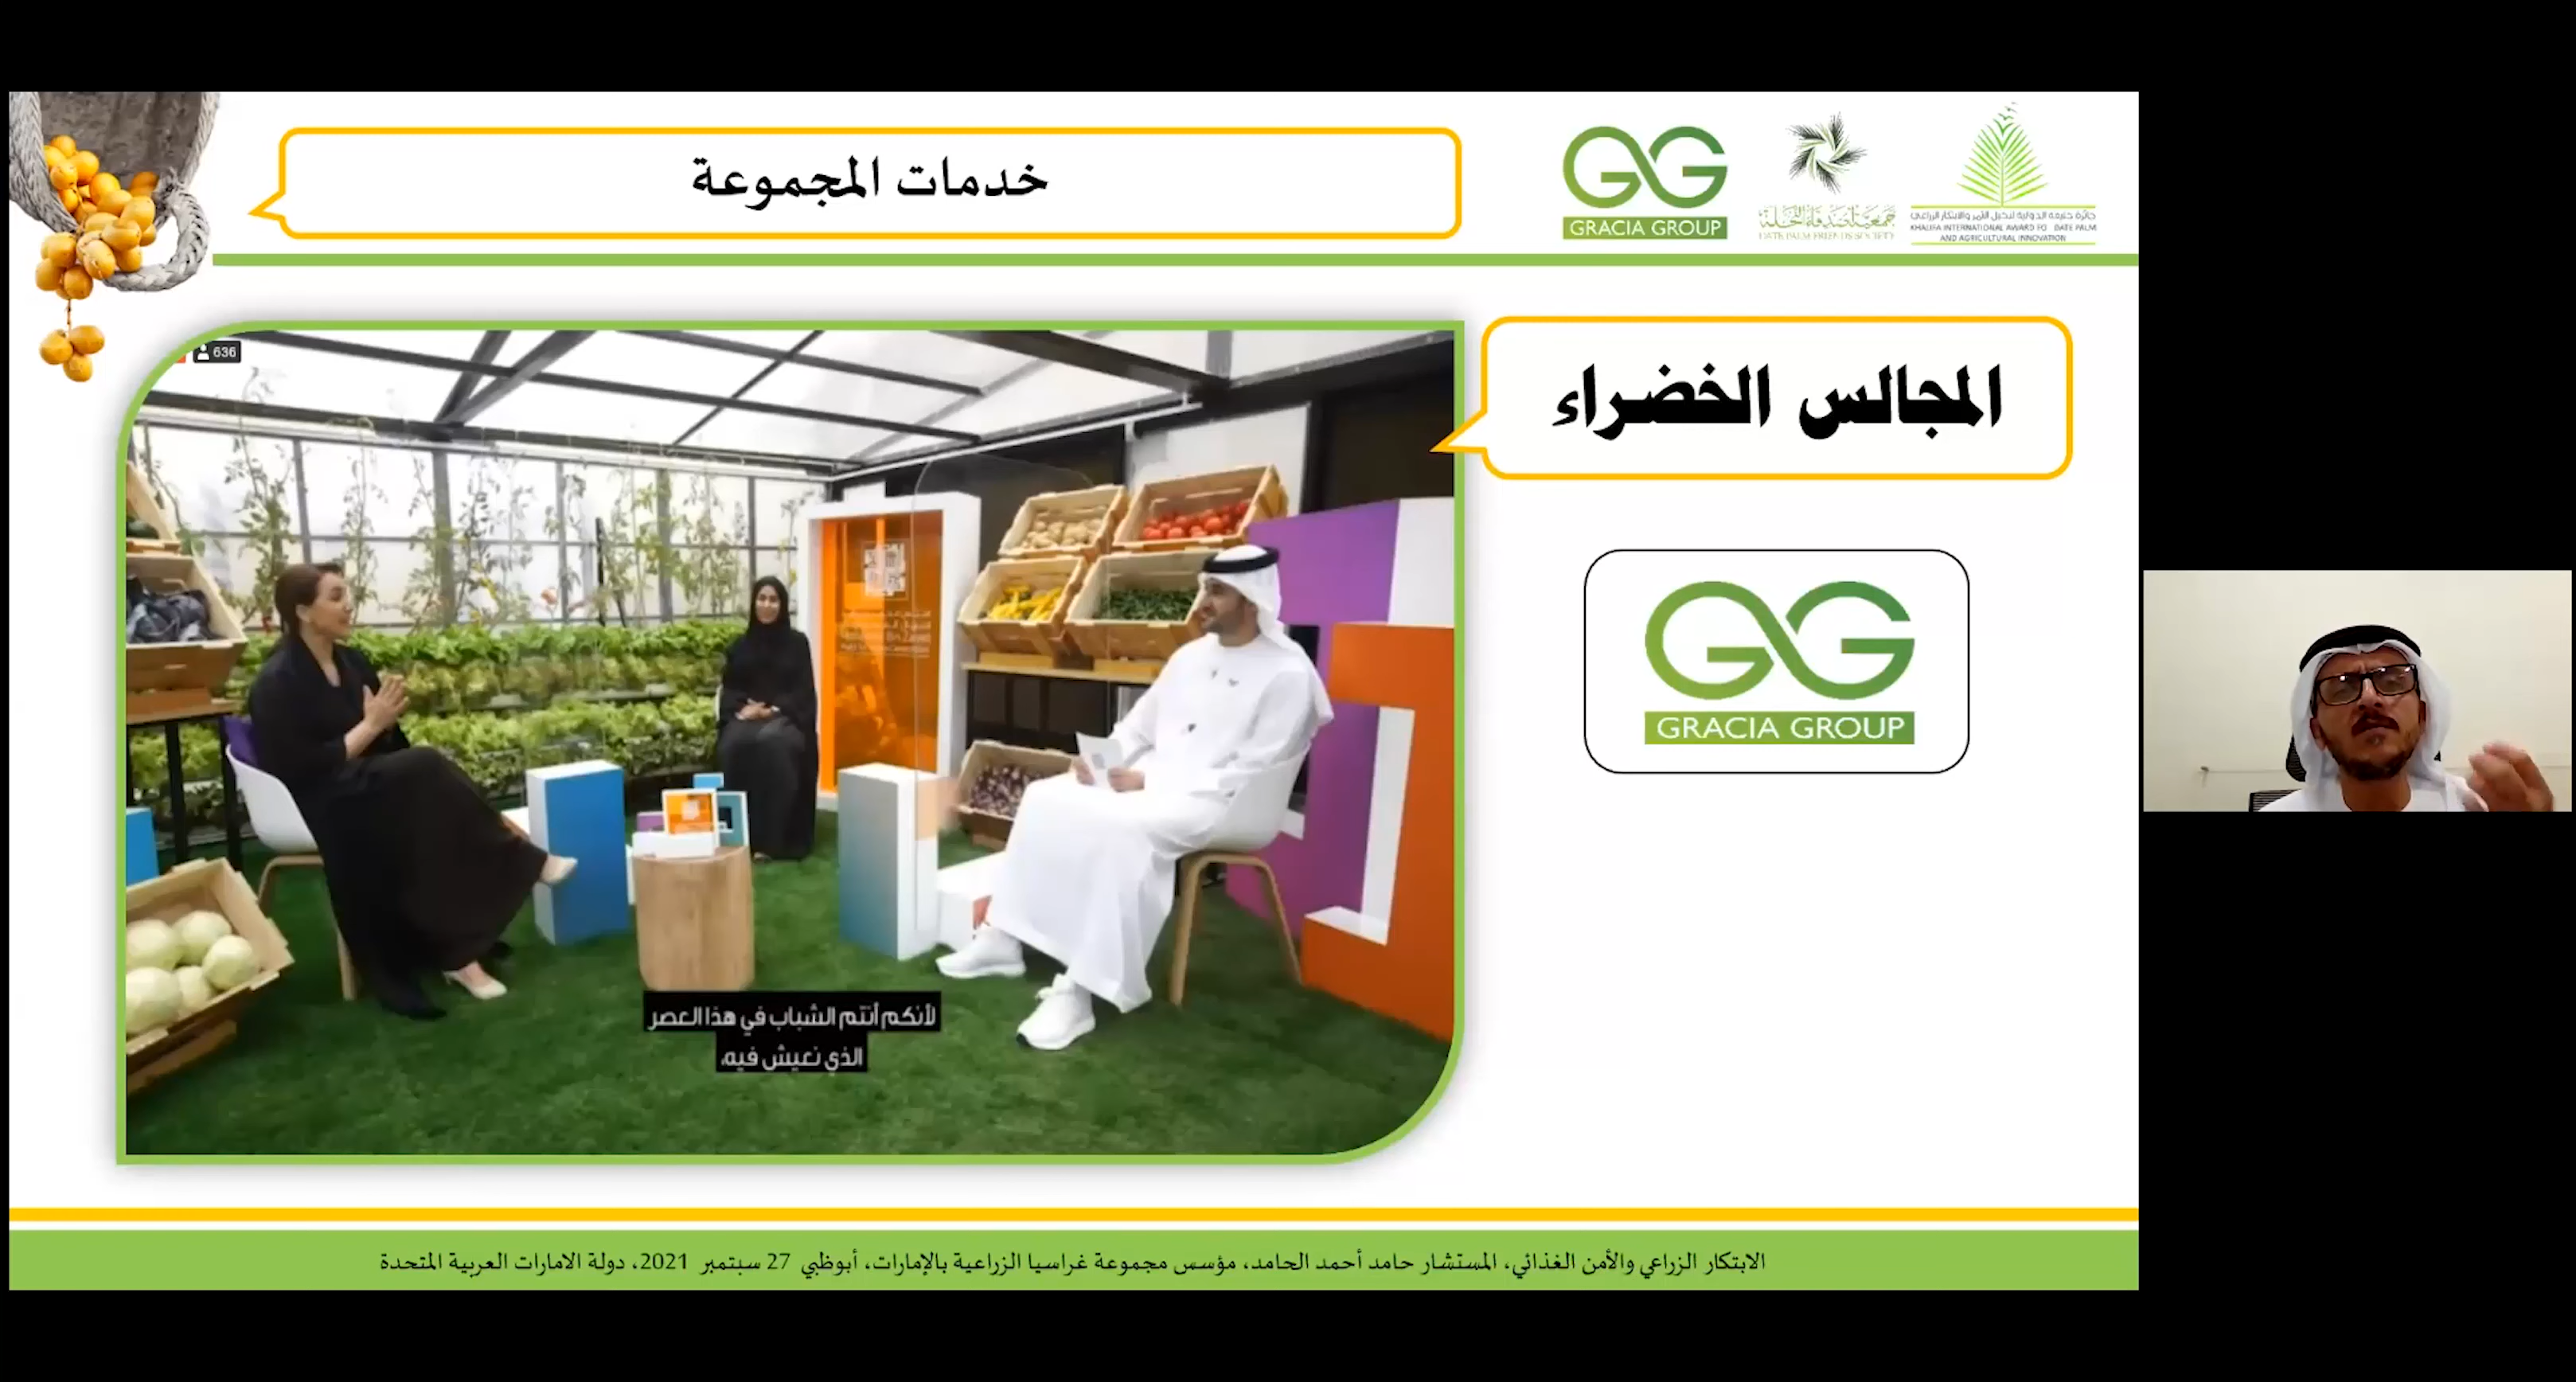 خدمات المجموعة
GRACIA GROUP
جمعية أصدقاء النخلة
DATE PALM FRIENDS SOCIETY
جائزة خليفة الدولية لنخيل التمر والابتكار الزراعي
KHALIFA INTERNATIONAL AWARD FO DATE PALM
AND AGRICULTURAL INNOVATION
المجالس الخضراء
GRACIA GROUP
636
لأنكم أنتم الشباب في هذا العصر
الذي نعيش فيه،
الابتكار الزراعي والأمن الغذائي، المستشار حامد أحمد الحامد، مؤسس مجموعة غراسيا الزراعية بالإمارات، أبوظبي 27 سبتمبر 2021، دولة الامارات العربية المتحدة